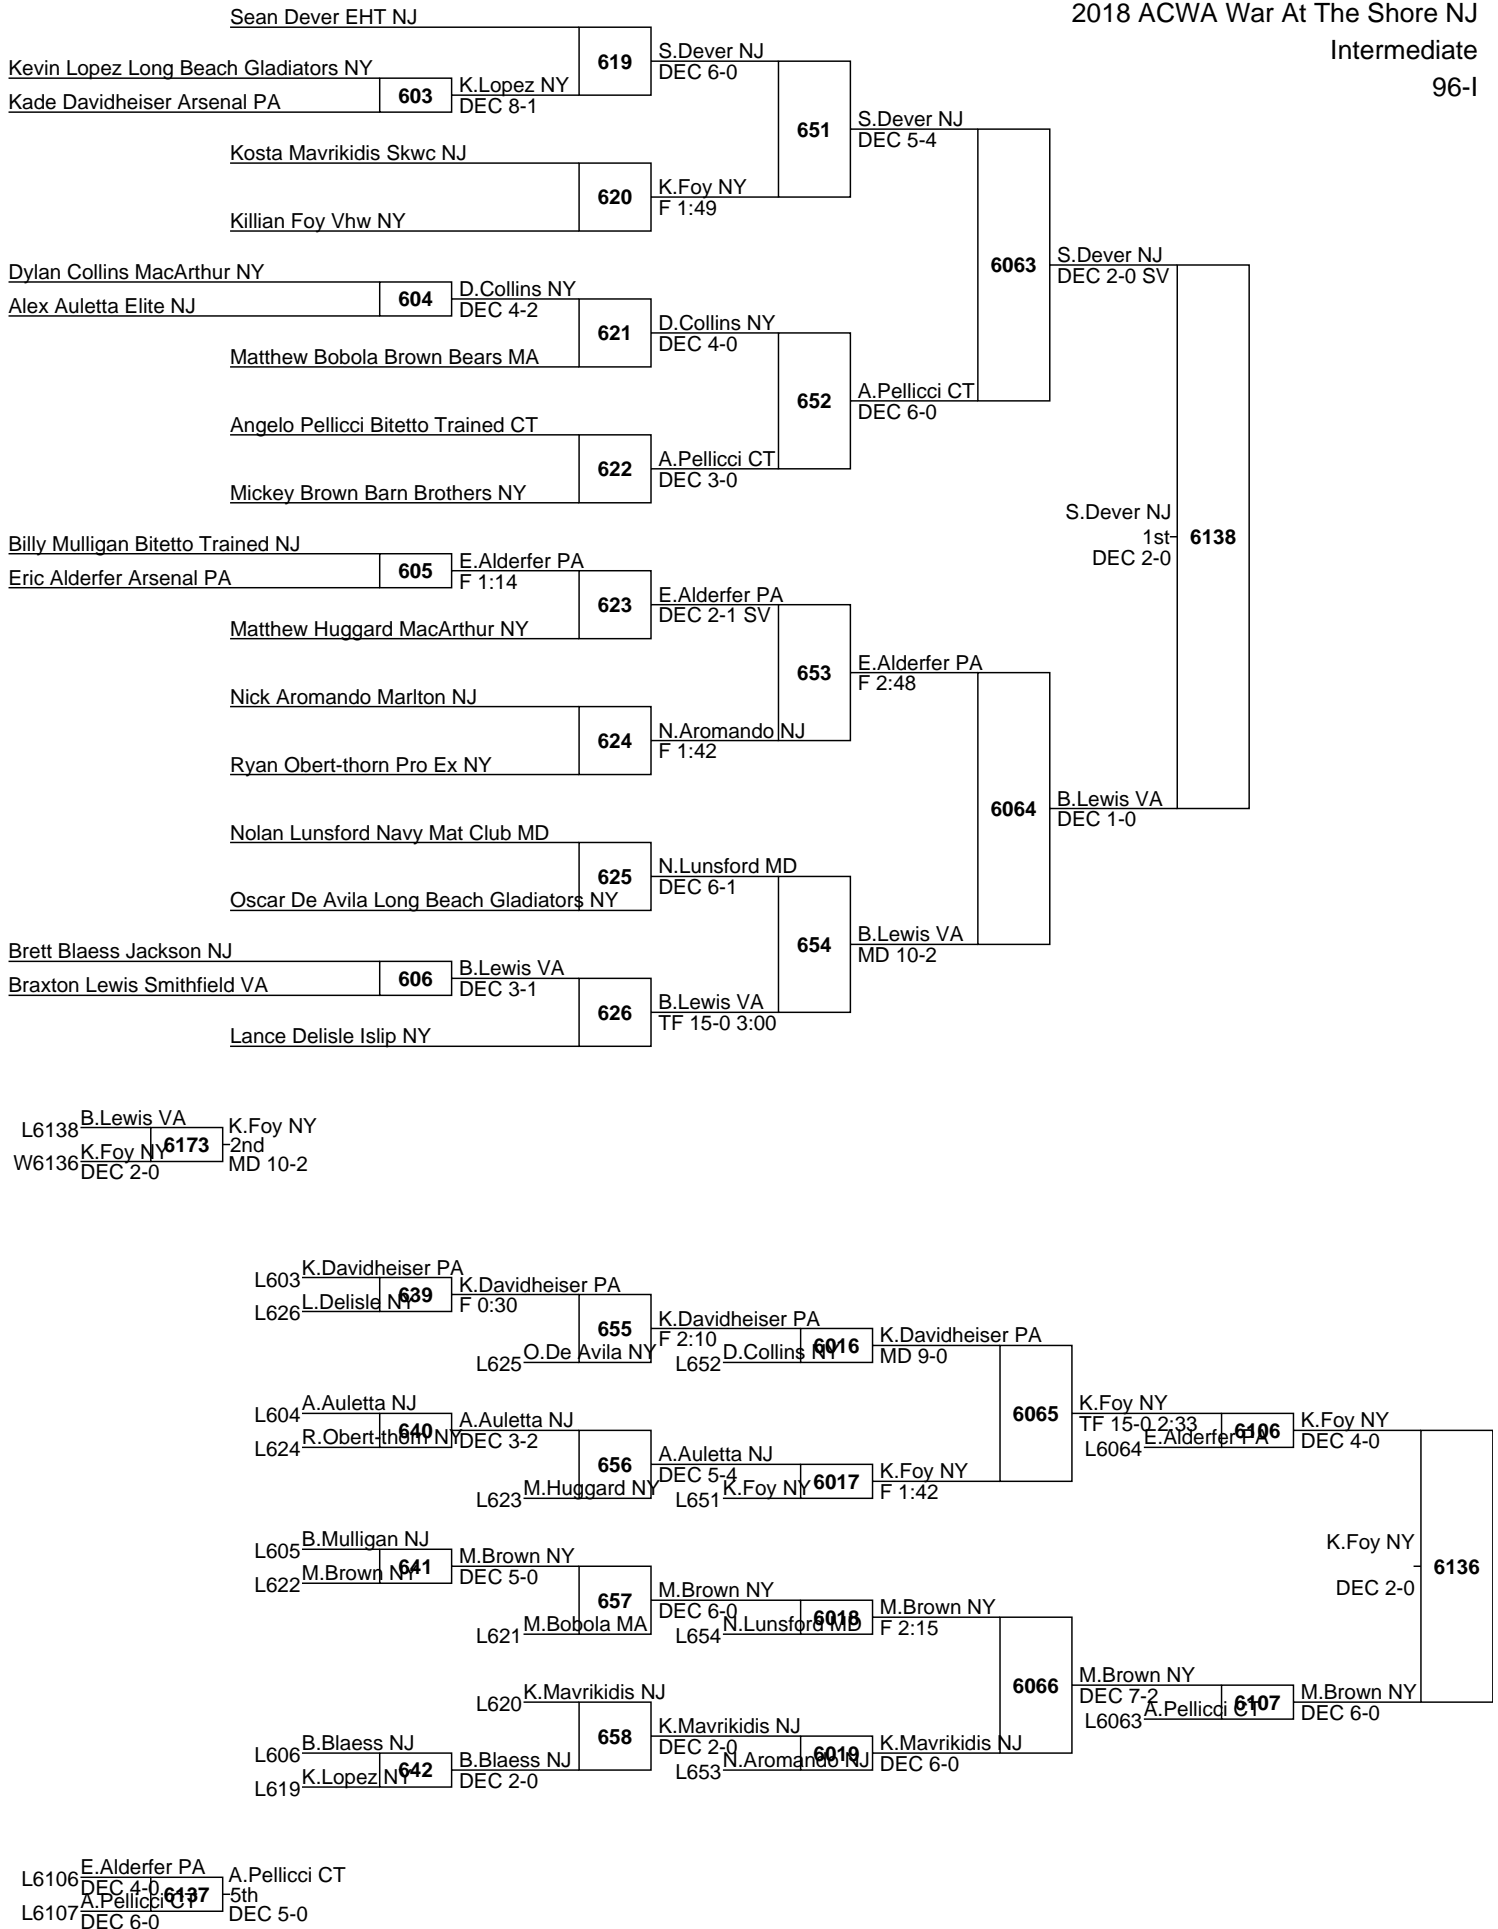 2018 ACWA War At The Shore NJ
Intermediate
96-I
Sean Dever EHT NJ
619
S.Dever NJ
DEC 6-0
Kevin Lopez Long Beach Gladiators NY
603
K.Lopez NY
DEC 8-1
Kade Davidheiser Arsenal PA
651
S.Dever NJ
DEC 5-4
Kosta Mavrikidis Skwc NJ
620
K.Foy NY
F 1:49
Killian Foy Vhw NY
6063
S.Dever NJ
DEC 2-0 SV
Dylan Collins MacArthur NY
604
D.Collins NY
DEC 4-2
Alex Auletta Elite NJ
621
D.Collins NY
DEC 4-0
Matthew Bobola Brown Bears MA
652
A.Pellicci CT
DEC 6-0
Angelo Pellicci Bitetto Trained CT
622
A.Pellicci CT
DEC 3-0
Mickey Brown Barn Brothers NY
S.Dever NJ
1st
DEC 2-0
6138
Billy Mulligan Bitetto Trained NJ
605
E.Alderfer PA
F 1:14
Eric Alderfer Arsenal PA
623
E.Alderfer PA
DEC 2-1 SV
Matthew Huggard MacArthur NY
653
E.Alderfer PA
F 2:48
Nick Aromando Marlton NJ
624
N.Aromando NJ
F 1:42
Ryan Obert-thorn Pro Ex NY
6064
B.Lewis VA
DEC 1-0
Nolan Lunsford Navy Mat Club MD
625
N.Lunsford MD
DEC 6-1
Oscar De Avila Long Beach Gladiators NY
654
B.Lewis VA
MD 10-2
Brett Blaess Jackson NJ
606
B.Lewis VA
DEC 3-1
Braxton Lewis Smithfield VA
626
B.Lewis VA
TF 15-0 3:00
Lance Delisle Islip NY
L6138 B.Lewis VA
W6136 K.Foy NY
DEC 2-0
6173
K.Foy NY
2nd
MD 10-2
L603 K.Davidheiser PA
L626 L.Delisle NY
639
K.Davidheiser PA
F 0:30
L625 O.De Avila NY
655
K.Davidheiser PA
F 2:10
L652 D.Collins NY
6016
K.Davidheiser PA
MD 9-0
L604 A.Auletta NJ
L624 R.Obert-thorn NY
640
A.Auletta NJ
DEC 3-2
L623 M.Huggard NY
656
A.Auletta NJ
DEC 5-4
L651 K.Foy NY
6017
K.Foy NY
F 1:42
6065
K.Foy NY
TF 15-0 2:33
L6064 E.Alderfer PA
6106
K.Foy NY
DEC 4-0
L605 B.Mulligan NJ
L622 M.Brown NY
641
M.Brown NY
DEC 5-0
L621 M.Bobola MA
657
M.Brown NY
DEC 6-0
L654 N.Lunsford MD
6018
M.Brown NY
F 2:15
K.Foy NY
DEC 2-0
6136
L620 K.Mavrikidis NJ
658
K.Mavrikidis NJ
DEC 2-0
L606 B.Blaess NJ
L619 K.Lopez NY
642
B.Blaess NJ
DEC 2-0
L653 N.Aromando NJ
6019
K.Mavrikidis NJ
DEC 6-0
6066
M.Brown NY
DEC 7-2
L6063 A.Pellicci CT
6107
M.Brown NY
DEC 6-0
L6106 E.Alderfer PA
DEC 4-0
L6107 A.Pellicci CT
DEC 6-0
6137
A.Pellicci CT
5th
DEC 5-0